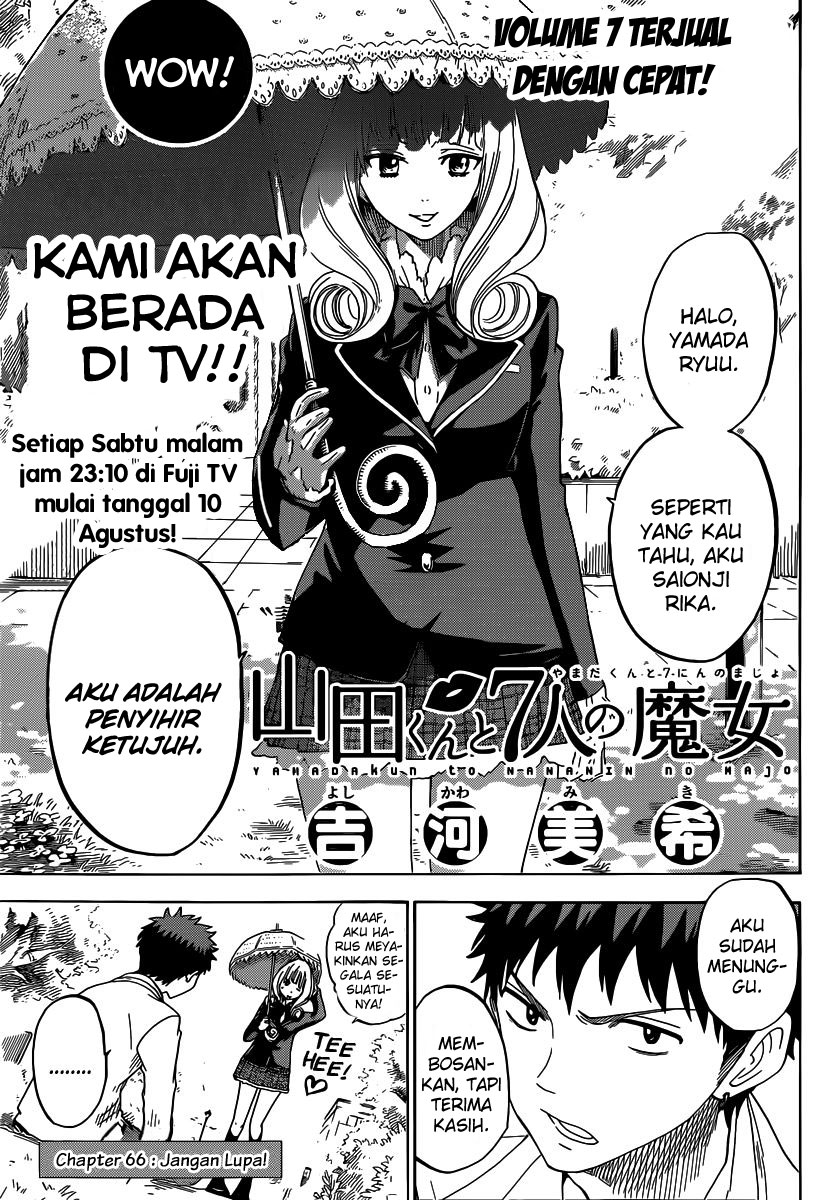 WOW!
VOLUME 7 TERJUAL
DENGAN CEPAT!
KAMI AKAN
BERADA
DI TV!!
Setiap Sabtu malam
jam 23:10 di Fuji TV
mulai tanggal 10
Agustus!
HALO,
YAMADA
RYUU.
SEPERTI
YANG KAU
TAHU, AKU
SAIONJI
RIKA.
AKU ADALAH
PENYIHIR
KETUJUH.
やまだくんと7にんのまじょ
山田くんと7人の魔女
YAMADAKUN to NANANIN no MAJO
よし かわ み き
吉河美希
AKU
SUDAH
MENUNG-
GU.
MEM-
BOSAN-
KAN, TAPI
TERIMA
KASIH.
MAAF,
AKU HA-
RUS MEYA-
KINKAN SE-
GALA SE-
SUATU-
NYA!
TEE
HEE!
.........
Chapter 66 : Jangan Lupa!